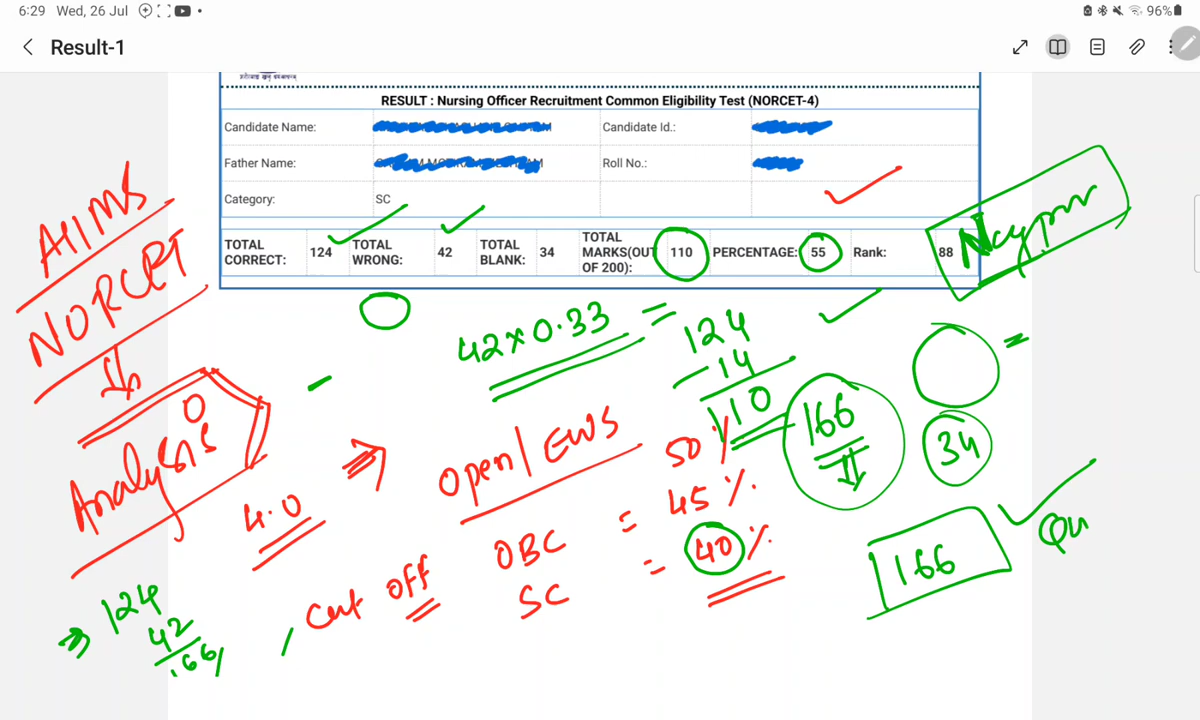 6:29 Wed, 26 Jul
96%
Result-1
RESULT : Nursing Officer Recruitment Common Eligibility Test (NORCET-4)
Candidate Name:
Candidate Id.:
Father Name:
Roll No.:
Category:
SC
TOTAL CORRECT:
124
TOTAL WRONG:
42
TOTAL BLANK:
34
TOTAL MARKS(OUT OF 200):
110
PERCENTAGE:
55
Rank:
88
AIIMS
NORCET
Analysis
4.0
42x0.33 =
124
-14
110
166
34
=
Open/EWS
50%
OBC = 45%
SC = 40%
Cut off
166
Qu
124
42
166